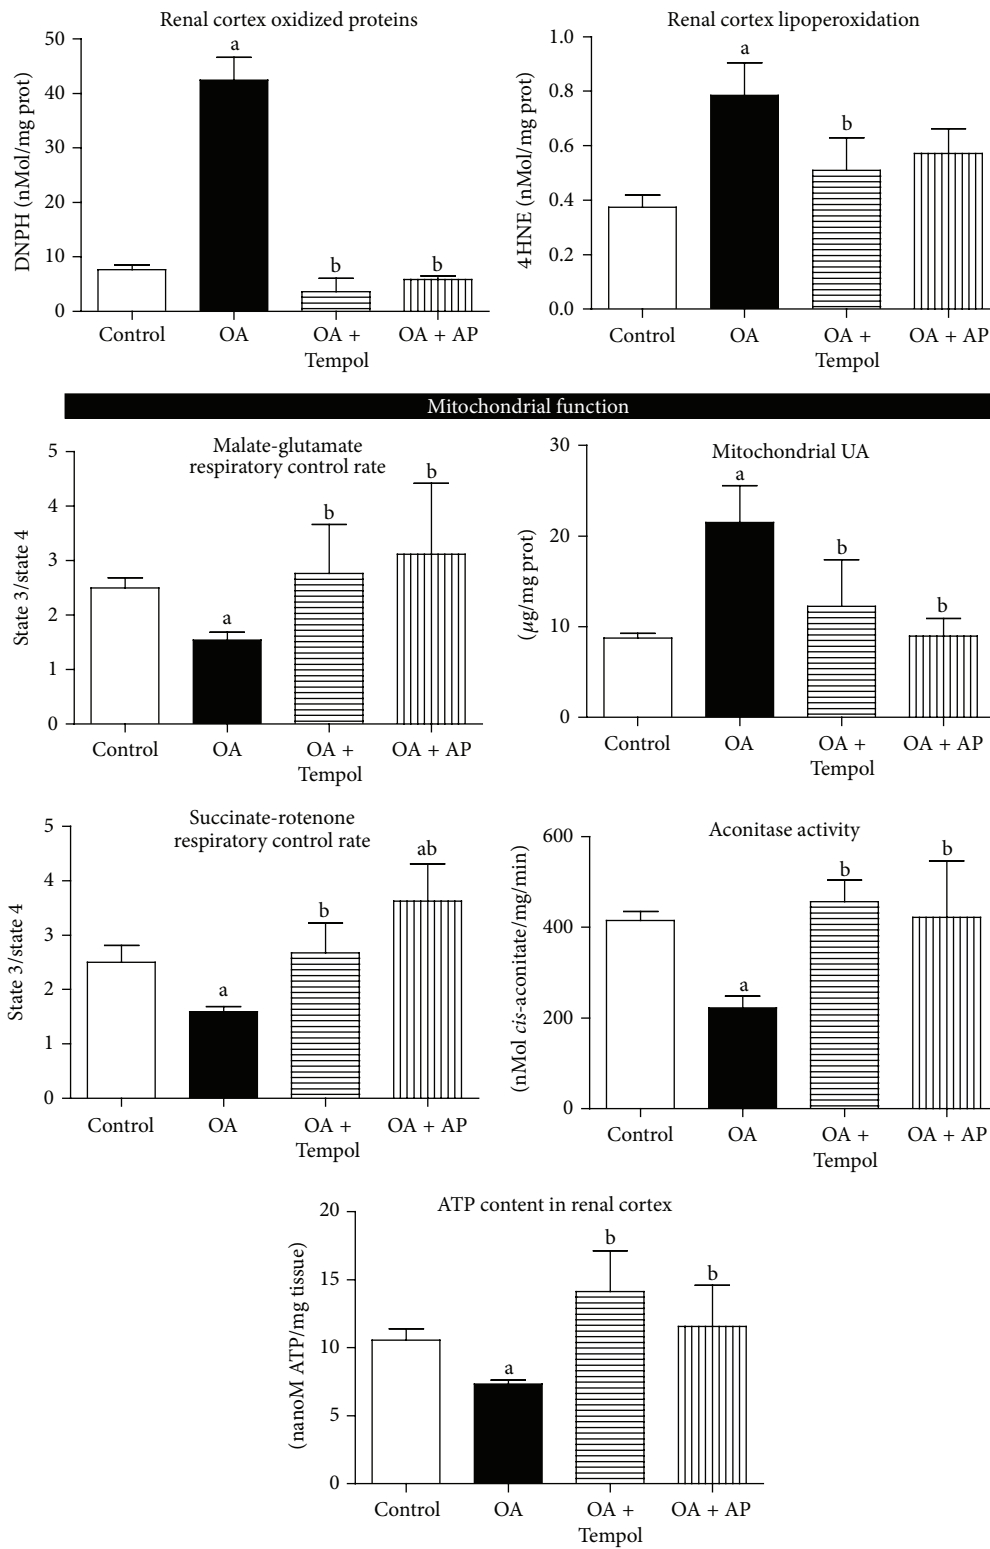 Renal cortex oxidized proteins
DNPH (nMol/mg prot)
50
40
30
20
10
0
a
b
b
Control
OA
OA +
Tempol
OA + AP
Renal cortex lipoperoxidation
4HNE (nMol/mg prot)
1.0
0.8
0.6
0.4
0.2
0.0
a
b
Control
OA
OA +
Tempol
OA + AP
Mitochondrial function
Malate-glutamate
respiratory control rate
State 3/state 4
5
4
3
2
1
0
a
b
b
Control
OA
OA +
Tempol
OA + AP
Mitochondrial UA
(µg/mg prot)
30
20
10
0
a
b
b
Control
OA
OA +
Tempol
OA + AP
Succinate-rotenone
respiratory control rate
State 3/state 4
5
4
3
2
1
0
a
b
ab
Control
OA
OA +
Tempol
OA + AP
Aconitase activity
(nMol cis-aconitate/mg/min)
600
400
200
0
a
b
b
Control
OA
OA +
Tempol
OA + AP
ATP content in renal cortex
(nanoM ATP/mg tissue)
20
15
10
5
0
a
b
b
Control
OA
OA +
Tempol
OA + AP